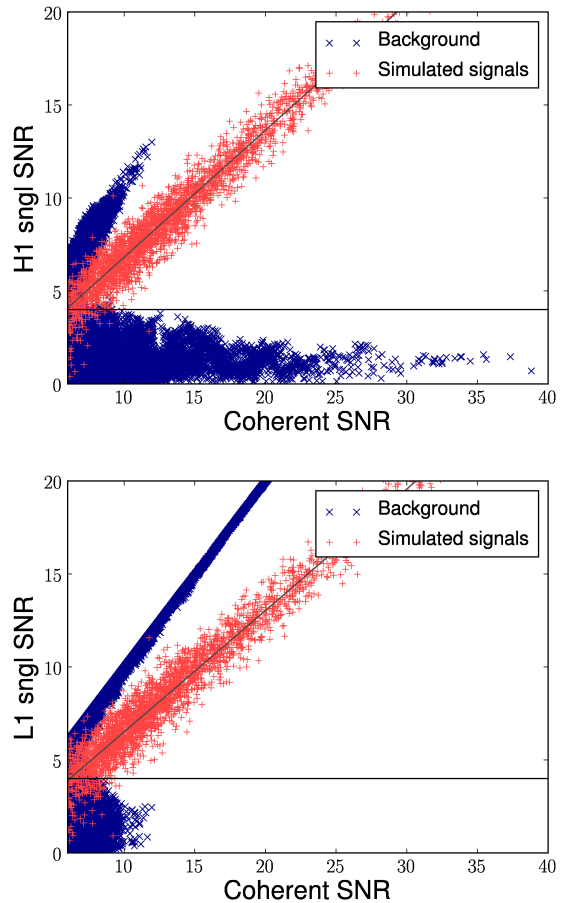 20
15
10
5
0
H1 sngl SNR
Background
Simulated signals
10 15 20 25 30 35 40
Coherent SNR
20
15
10
5
0
L1 sngl SNR
Background
Simulated signals
10 15 20 25 30 35 40
Coherent SNR